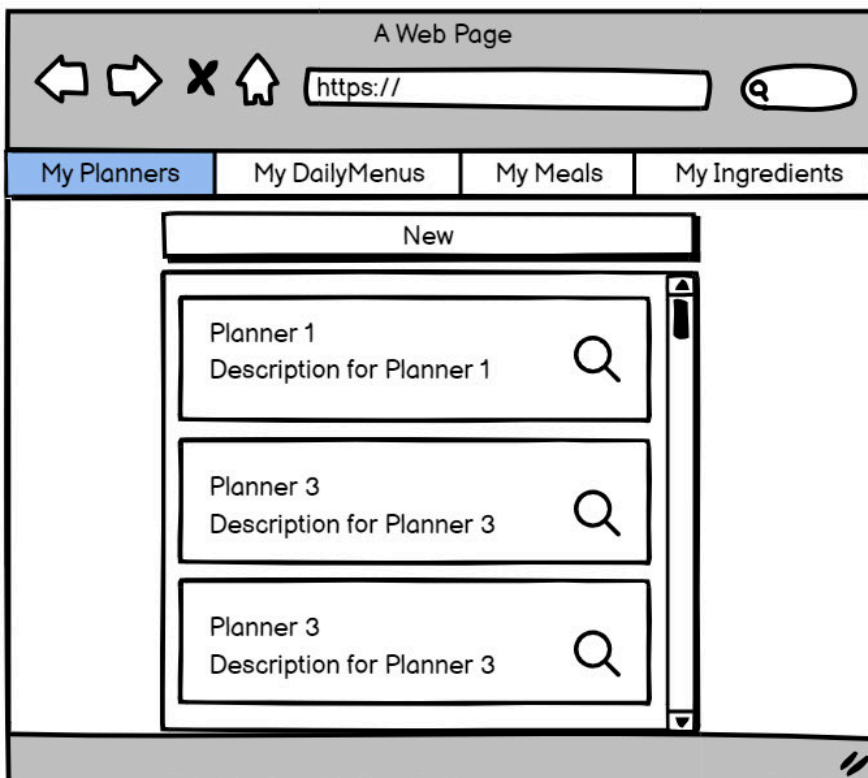 A Web Page
https://
My Planners My DailyMenus My Meals My Ingredients
New
Planner 1
Description for Planner 1
Planner 3
Description for Planner 3
Planner 3
Description for Planner 3